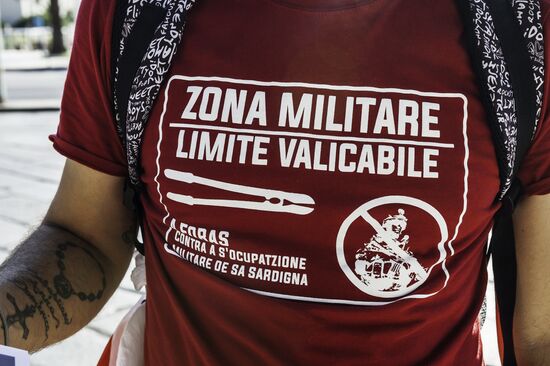 ZONA MILITARE
LIMITE VALICABILE
A FORAS
CONTRA A S'OCUPATZIONE
MILITARE DE SA SARDIGNA